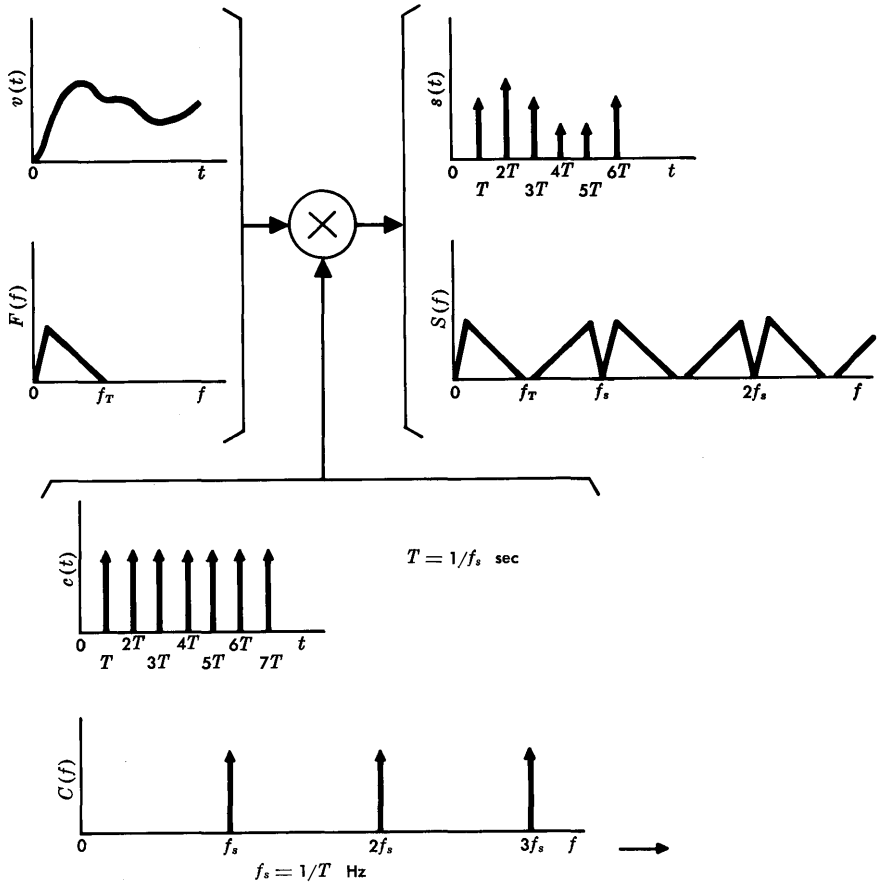 v(t)
0 t
F(f)
0 f_T f
s(t)
0 2T 4T 6T t
T 3T 5T
S(f)
0 f_T f_s 2f_s f
c(t)
0 2T 4T 6T t
T 3T 5T 7T
T = 1/f_s sec
C(f)
0 f_s 2f_s 3f_s f
f_s = 1/T Hz